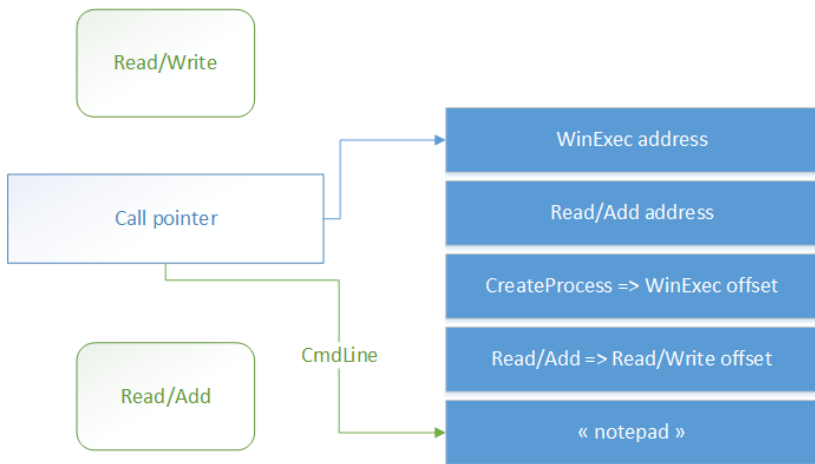 Read/Write
WinExec address
Call pointer
Read/Add address
CreateProcess => WinExec offset
CmdLine
Read/Add => Read/Write offset
Read/Add
« notepad »